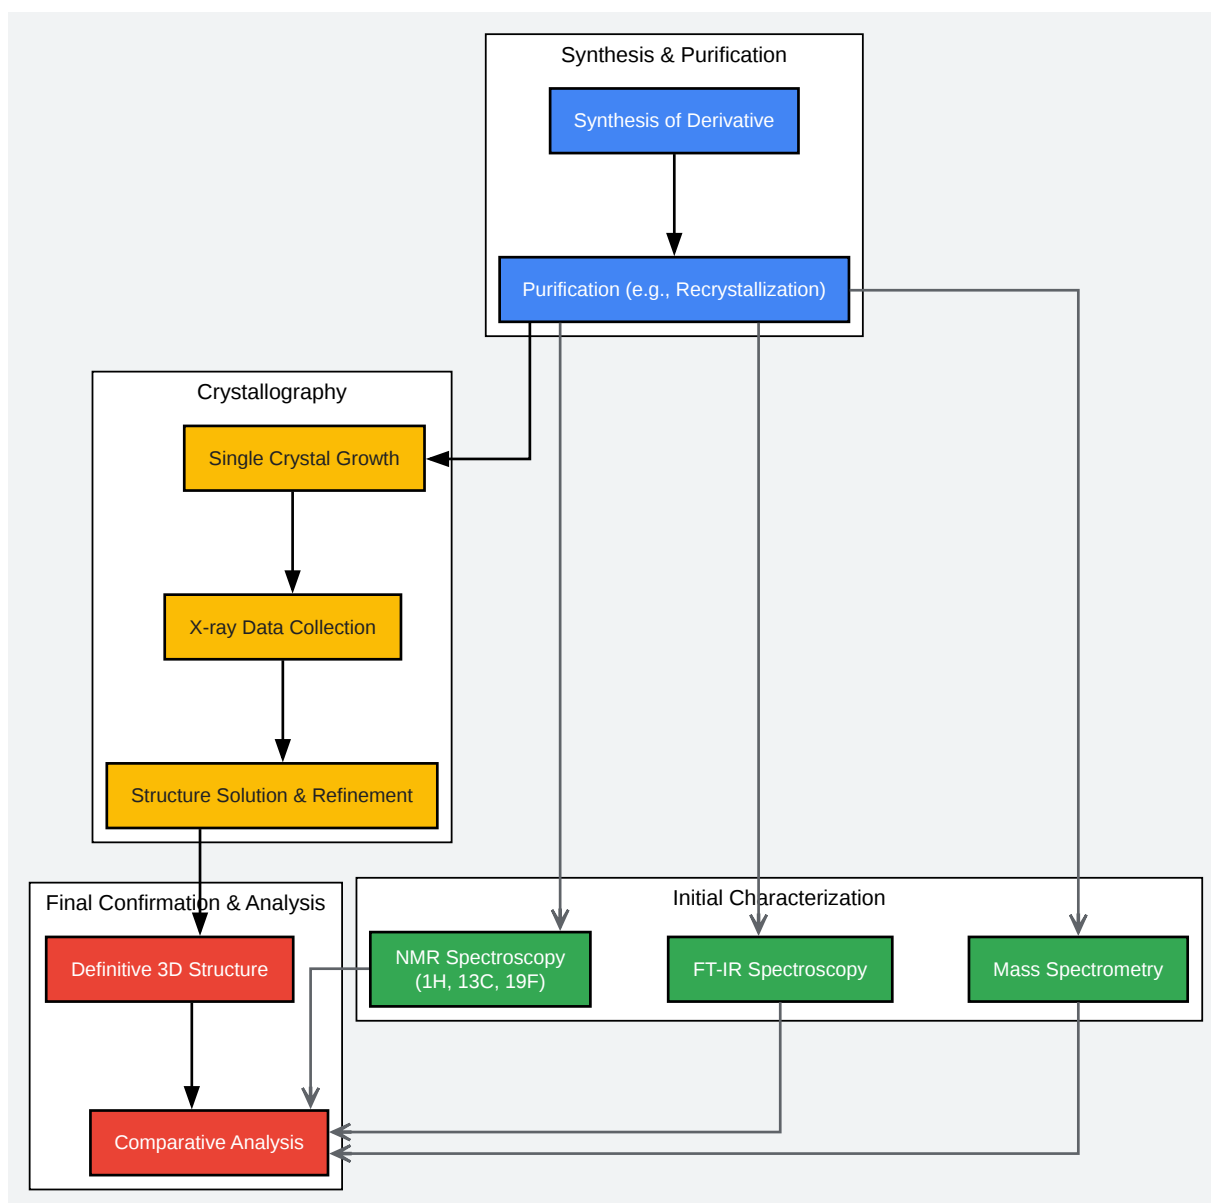 Synthesis & Purification
Synthesis of Derivative
Purification (e.g., Recrystallization)
Crystallography
Single Crystal Growth
X-ray Data Collection
Structure Solution & Refinement
Final Confirmation & Analysis
Definitive 3D Structure
Comparative Analysis
Initial Characterization
NMR Spectroscopy
(1H, 13C, 19F)
FT-IR Spectroscopy
Mass Spectrometry